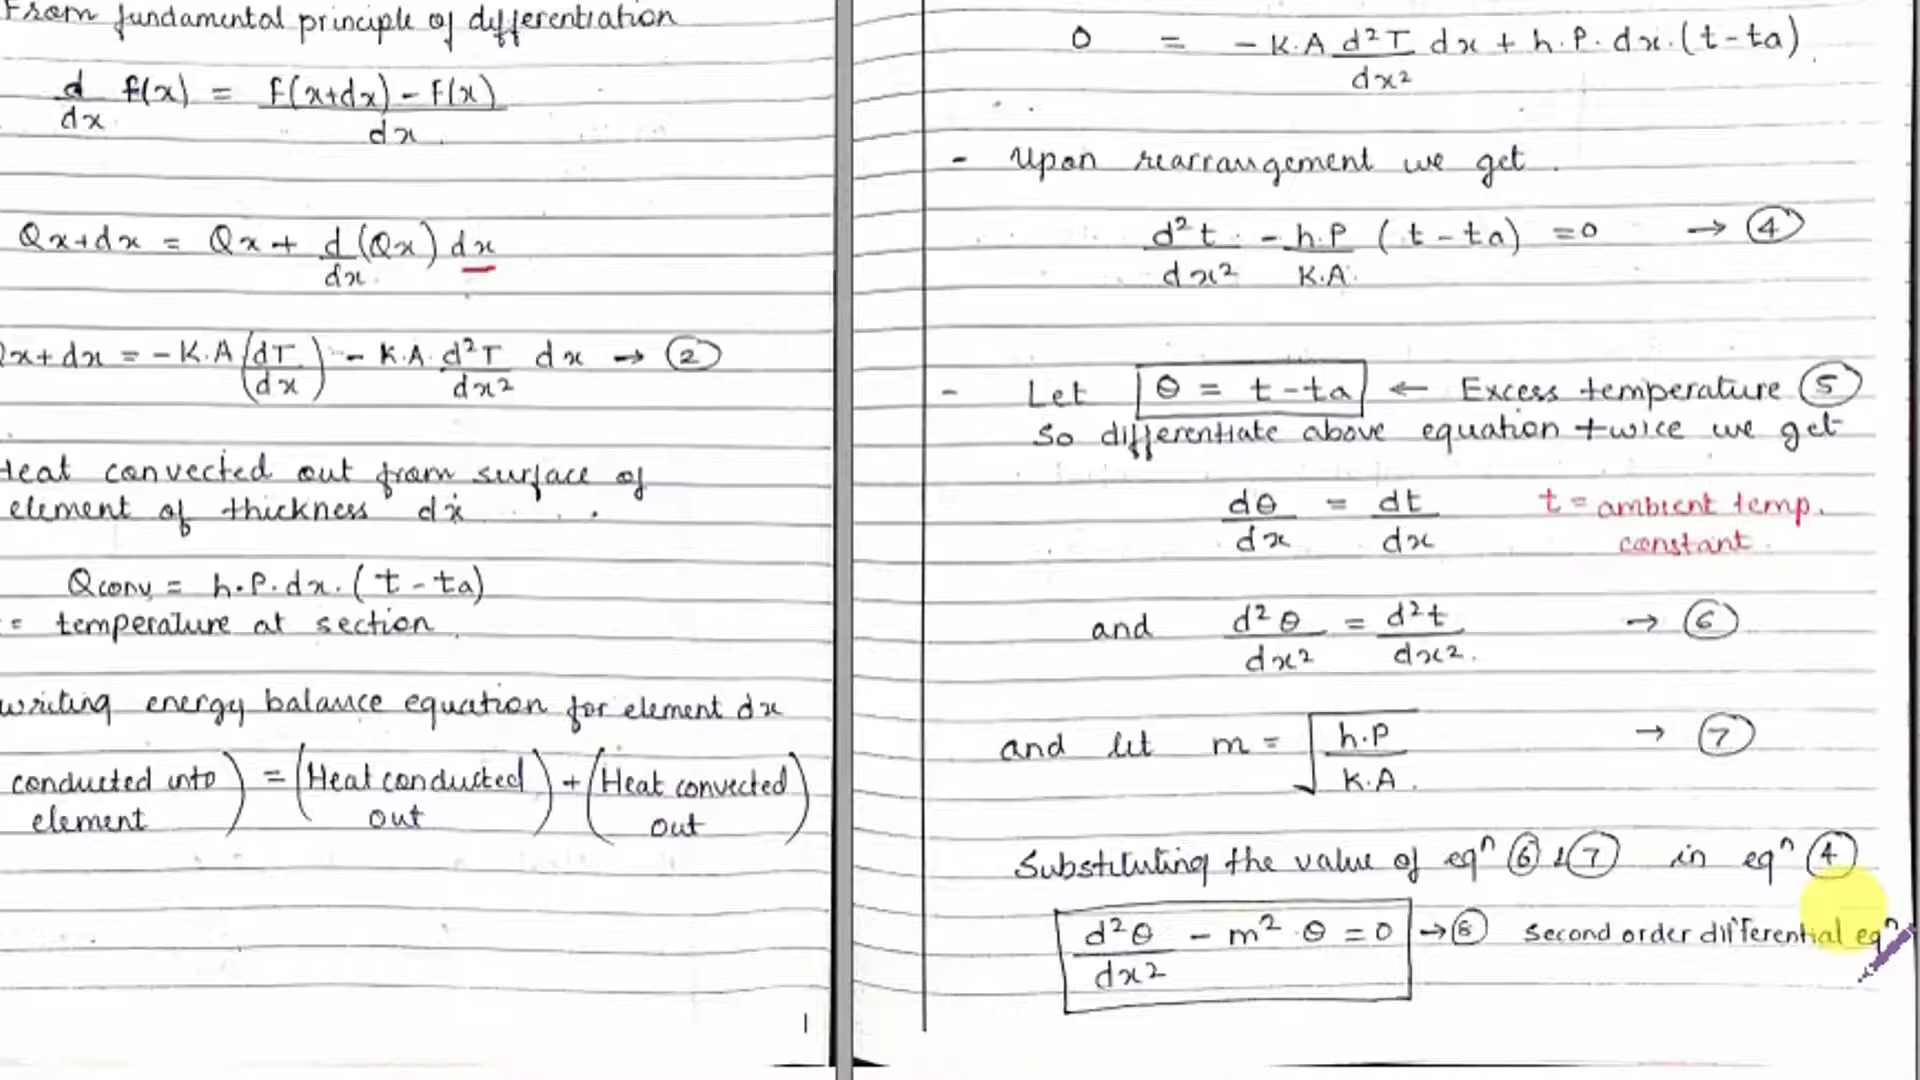 From fundamental principle of differentiation
d/dx f(x) = F(x+dx) - F(x) / dx
Qx+dx = Qx + d/dx (Qx) dx
Qx+dx = -K.A (dT/dx) - K.A. d²T/dx² dx → (2)
Heat convected out from surface of
element of thickness dx
Qconv = h.P.dx.(t-ta)
= temperature at section
writing energy balance equation for element dx
conducted into element) = (Heat conducted out) + (Heat convected out)
1
0 = -K.A d²T/dx² dx + h.P.dx.(t-ta)
- Upon rearrangement we get.
d²t/dx² - h.P/K.A. (t-ta) = 0 → (4)
- Let θ = t-ta ← Excess temperature (5)
So differentiate above equation twice we get
dθ/dx = dt/dx t = ambient temp.
constant.
and d²θ/dx² = d²t/dx². → (6)
and let m = √(h.P/K.A.) → (7)
Substituting the value of eqⁿ (6) & (7) in eqⁿ (4)
d²θ/dx² - m².θ = 0 → (8) Second order differential eqⁿ